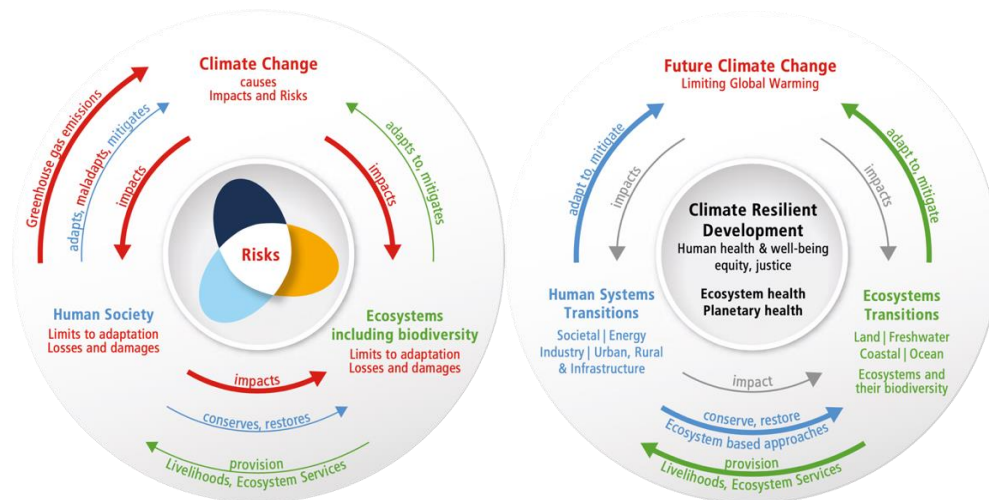 Climate Change
causes
Impacts and Risks
Greenhouse gas emissions
adapts, maladapts, mitigates
impacts
impacts
adapts to, mitigates
Risks
Human Society
Limits to adaptation
Losses and damages
Ecosystems
including biodiversity
Limits to adaptation
Losses and damages
impacts
conserves, restores
provision
Livelihoods, Ecosystem Services
Future Climate Change
Limiting Global Warming
adapt to, mitigate
impacts
impacts
adapt to, mitigate
Climate Resilient
Development
Human health & well-being
equity, justice
Ecosystem health
Planetary health
Human Systems
Transitions
Societal | Energy
Industry | Urban, Rural
& Infrastructure
Ecosystems
Transitions
Land | Freshwater
Coastal | Ocean
Ecosystems and
their biodiversity
impact
conserve, restore
Ecosystem based approaches
provision
Livelihoods, Ecosystem Services